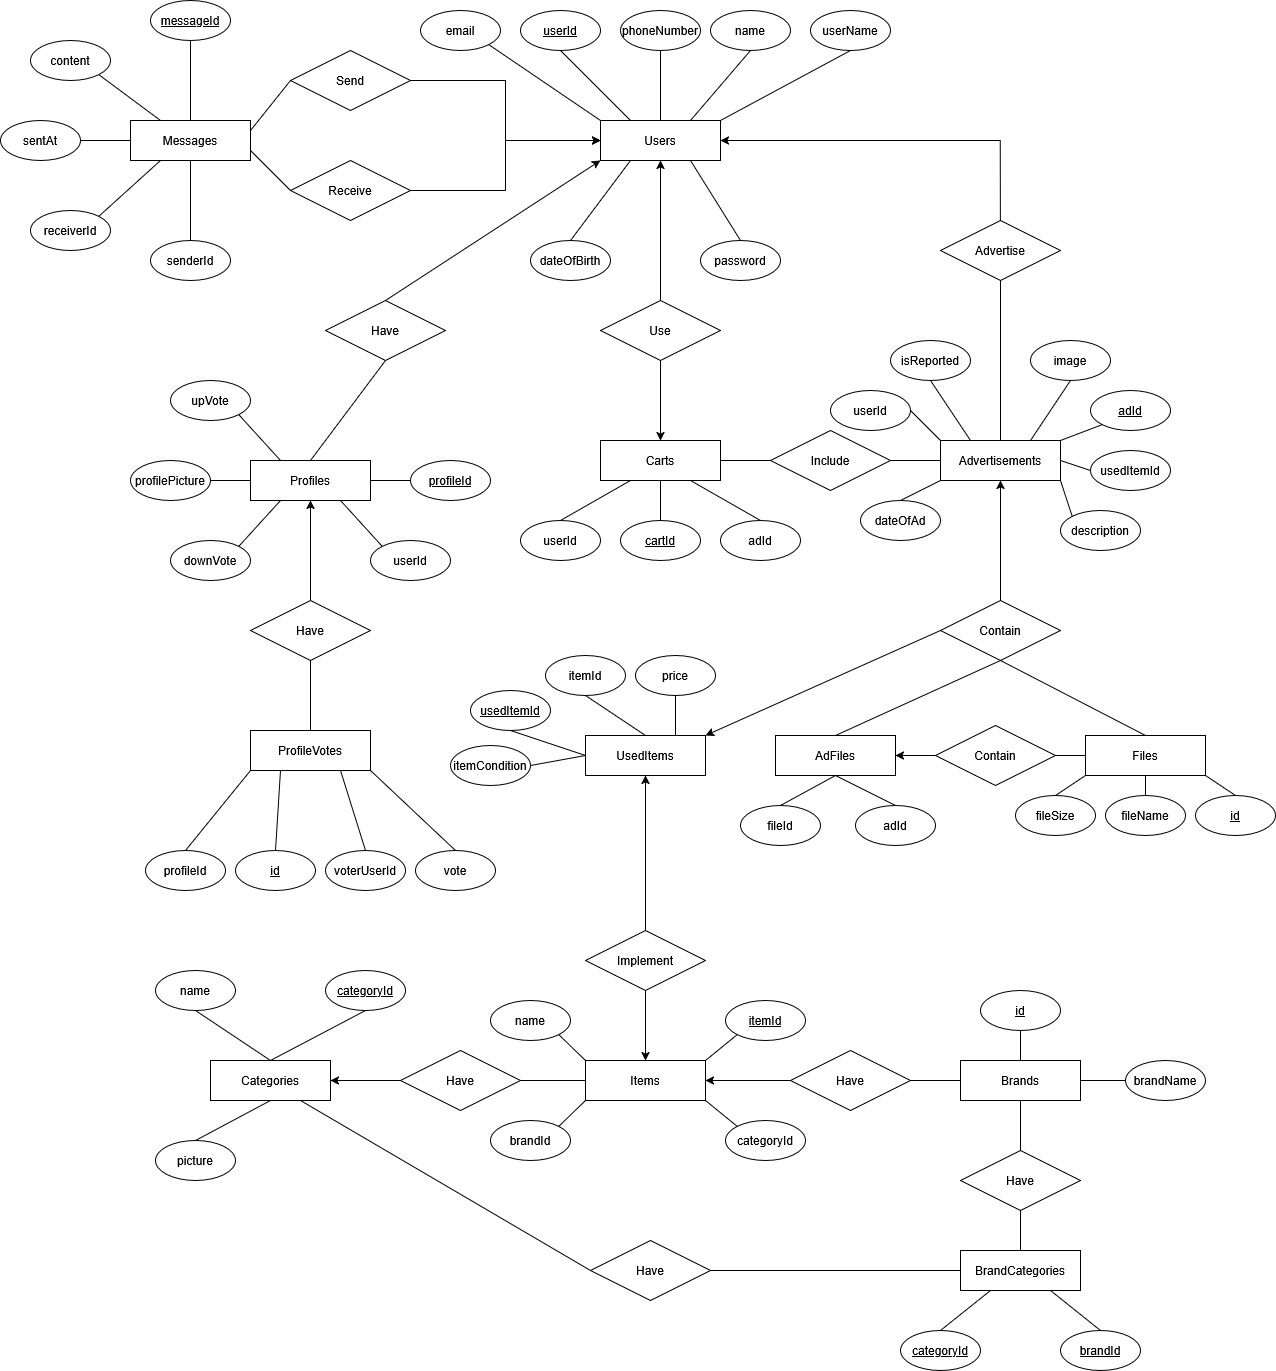 messageId
email
userId
phoneNumber
name
userName
content
Send
sentAt
Messages
Users
Receive
receiverId
senderId
dateOfBirth
password
Advertise
Have
Use
isReported
image
upVote
userId
adId
profilePicture
Profiles
profileId
Carts
Include
Advertisements
usedItemId
dateOfAd
description
downVote
userId
userId
cartId
adId
Have
Contain
itemId
price
usedItemId
ProfileVotes
itemCondition
UsedItems
AdFiles
Contain
Files
fileId
adId
fileSize
fileName
id
profileId
id
voterUserId
vote
Implement
name
categoryId
name
itemId
id
Categories
Have
Items
Have
Brands
brandName
picture
brandId
categoryId
Have
Have
BrandCategories
categoryId
brandId